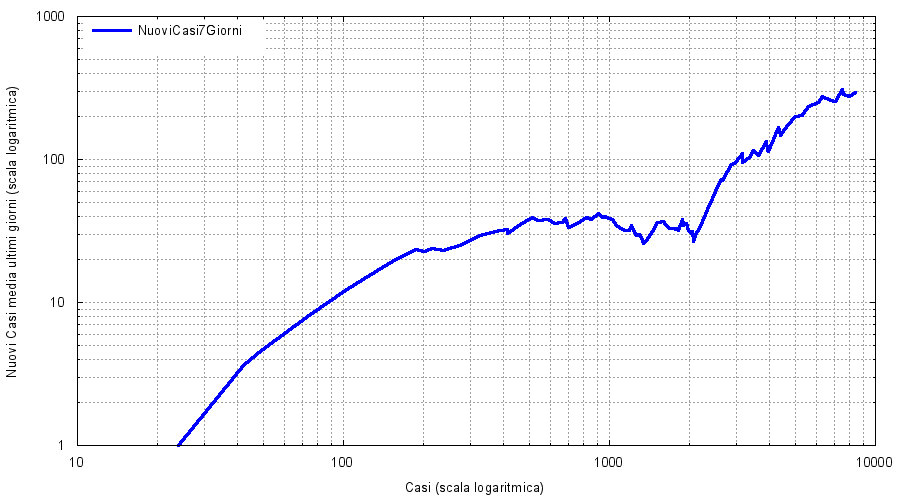 1000
NuoviCasi7Giorni
100
10
1
10
100
1000
10000
Nuovi Casi media ultimi giorni (scala logaritmica)
Casi (scala logaritmica)